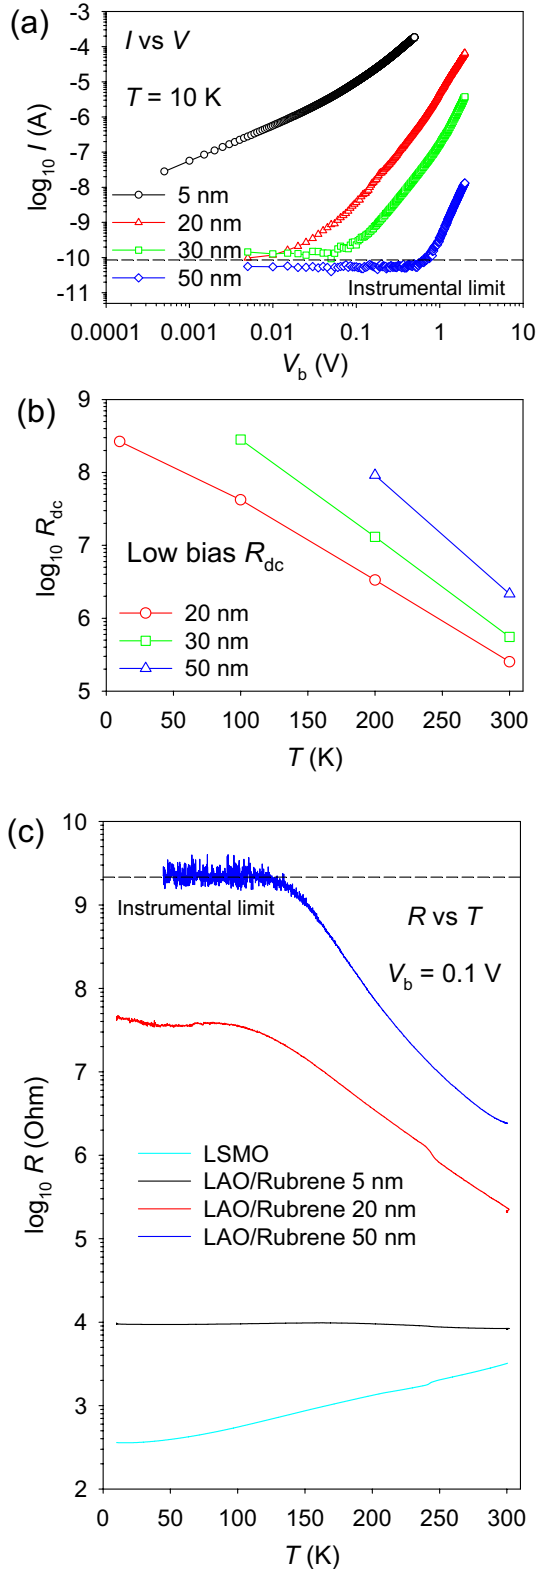 (a)
I vs V
T = 10 K
-3
-4
-5
-6
-7
-8
-9
-10
-11
log10 I (A)
5 nm
20 nm
30 nm
50 nm
Instrumental limit
0.0001 0.001 0.01 0.1 1 10
Vb (V)
(b)
9
8
7
6
5
log10 Rdc
Low bias Rdc
20 nm
30 nm
50 nm
0 50 100 150 200 250 300
T (K)
(c)
10
9
8
7
6
5
4
3
2
log10 R (Ohm)
Instrumental limit
R vs T
Vb = 0.1 V
LSMO
LAO/Rubrene 5 nm
LAO/Rubrene 20 nm
LAO/Rubrene 50 nm
0 50 100 150 200 250 300
T (K)